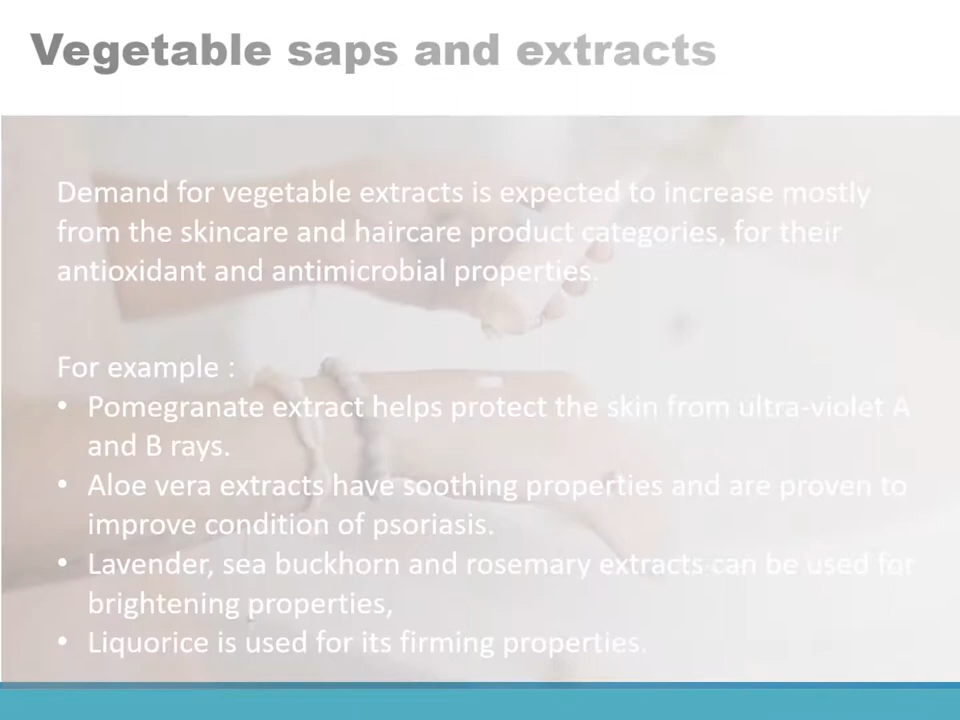 Vegetable saps and extracts
Demand for vegetable extracts is expected to increase mostly
from the skincare and haircare product categories, for their
antioxidant and antimicrobial properties.
For example :
• Pomegranate extract helps protect the skin from ultra-violet A
and B rays.
• Aloe vera extracts have soothing properties and are proven to
improve condition of psoriasis.
• Lavender, sea buckhorn and rosemary extracts can be used for
brightening properties,
• Liquorice is used for its firming properties.